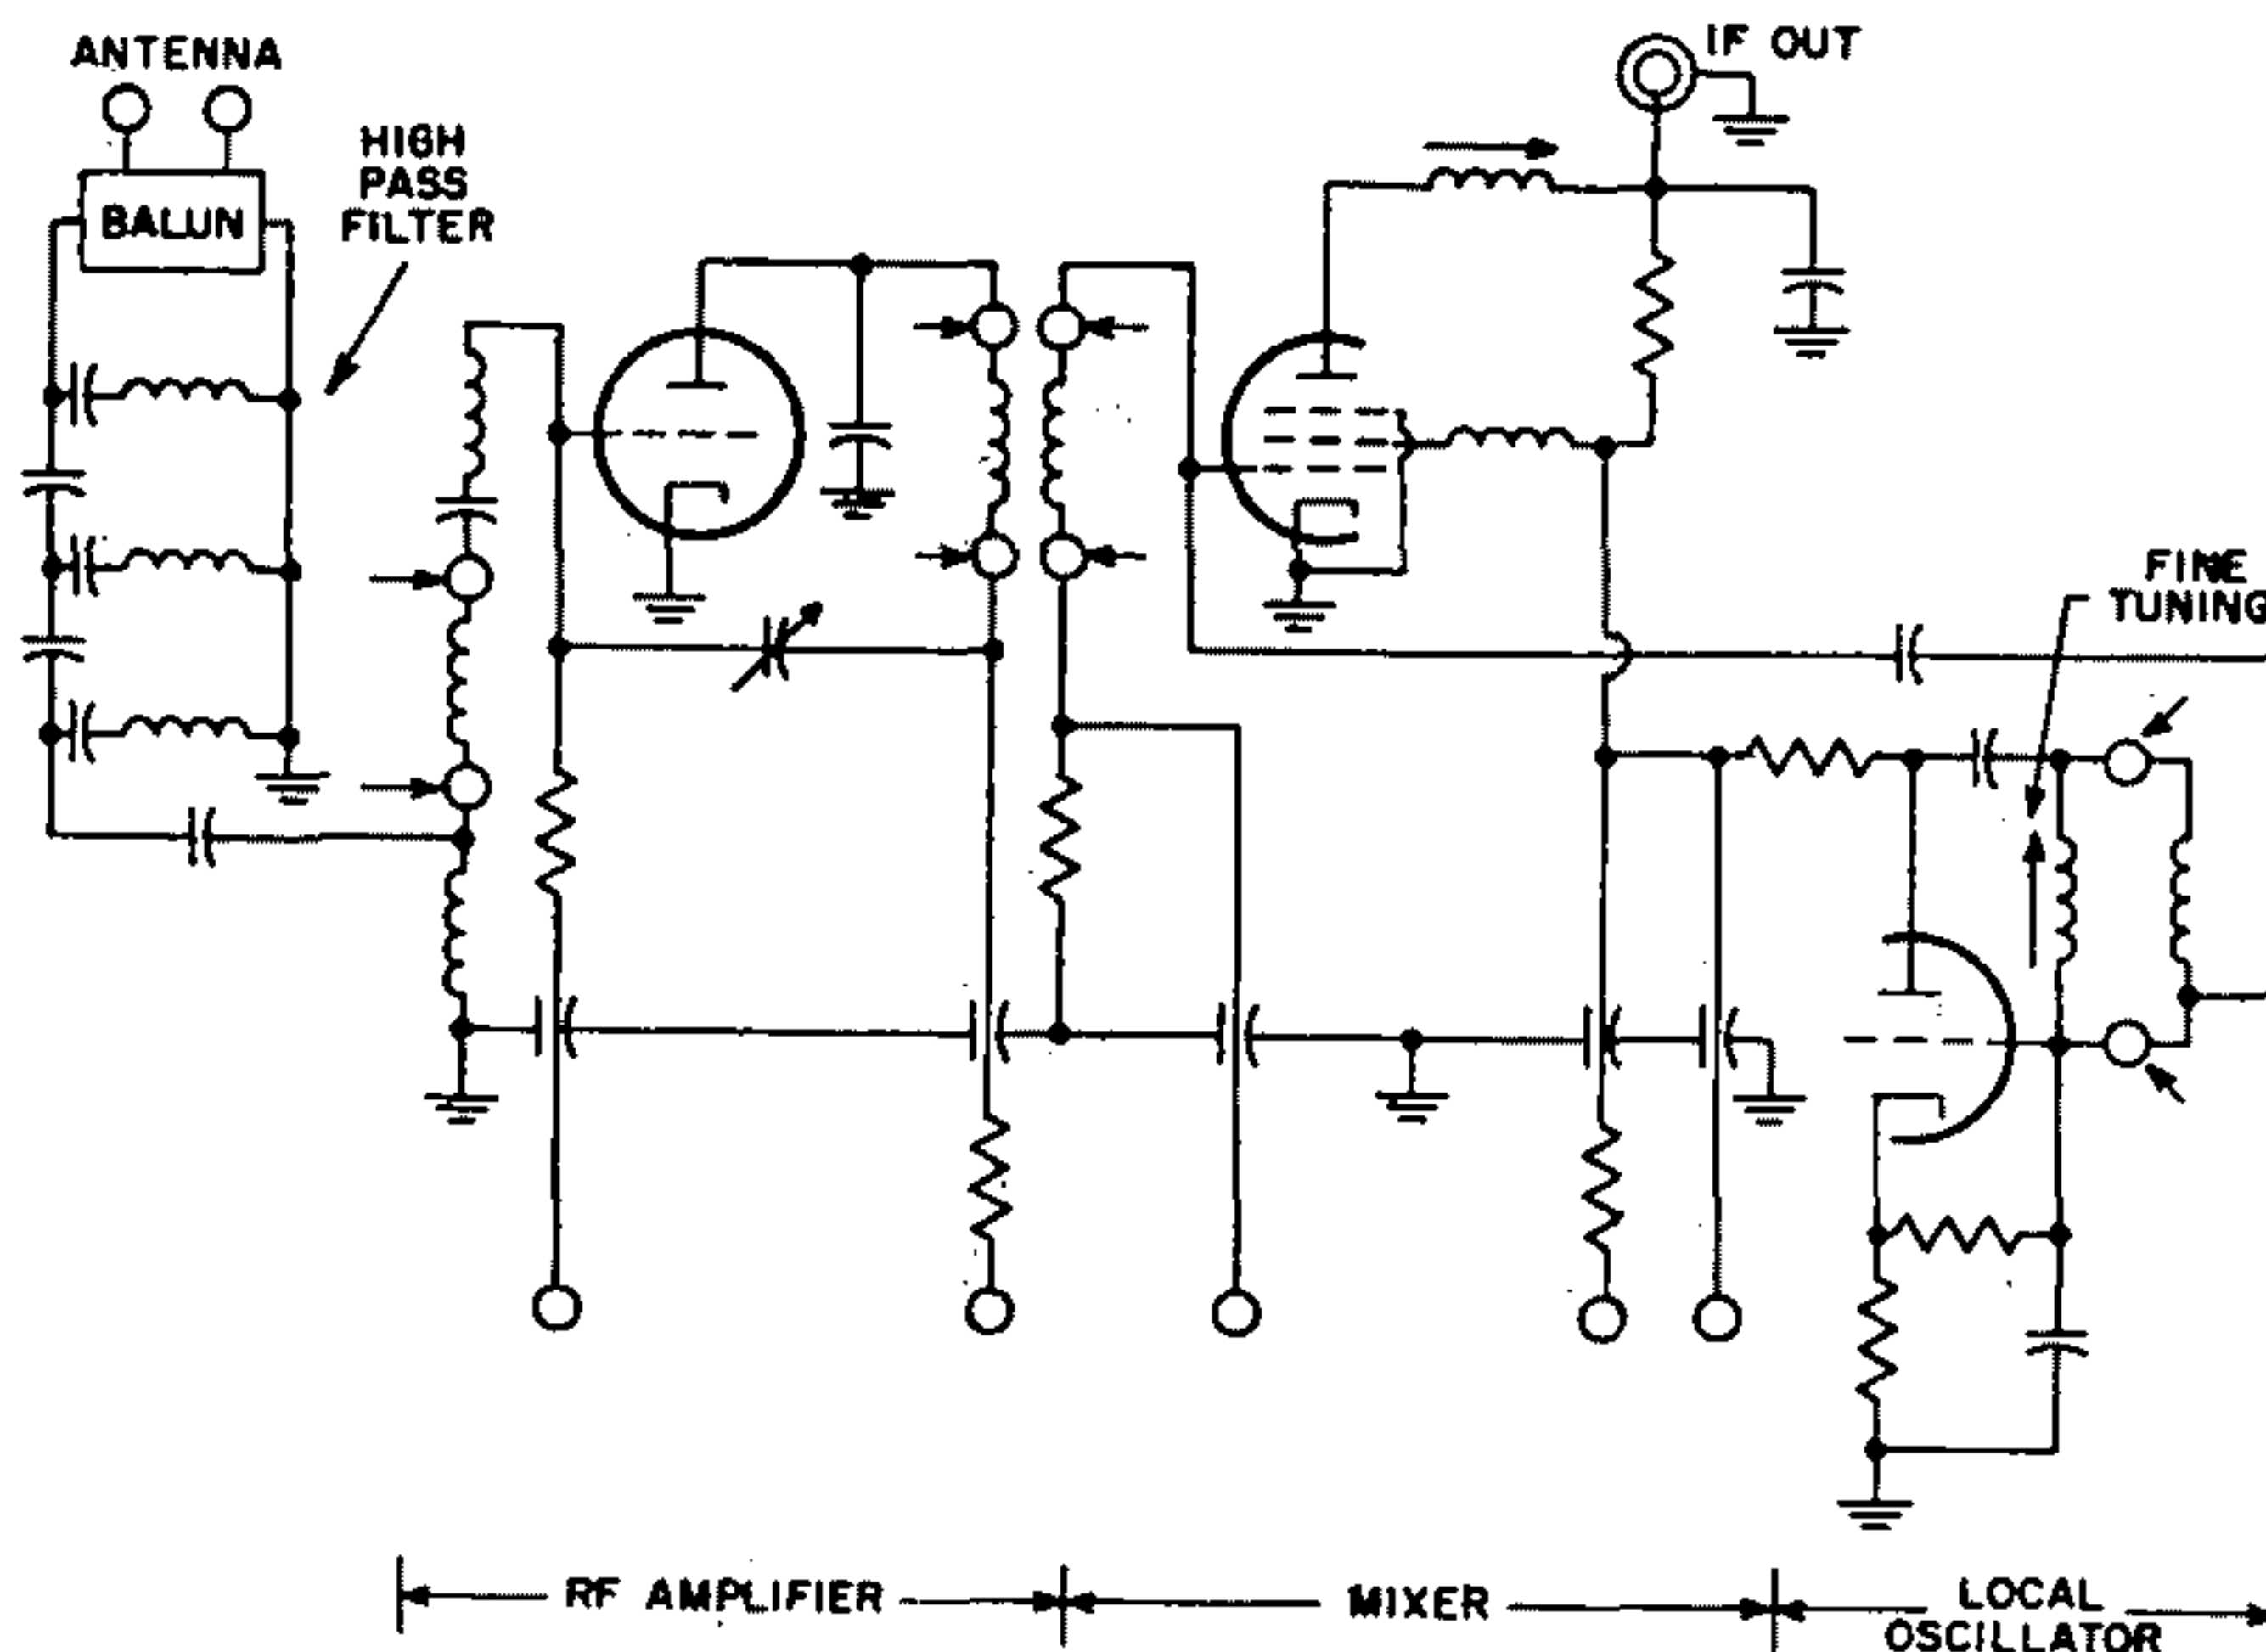 ANTENNA
BALUN
HIGH
PASS
FILTER
IF OUT
FINE
TUNING
RF AMPLIFIER
MIXER
LOCAL
OSCILLATOR